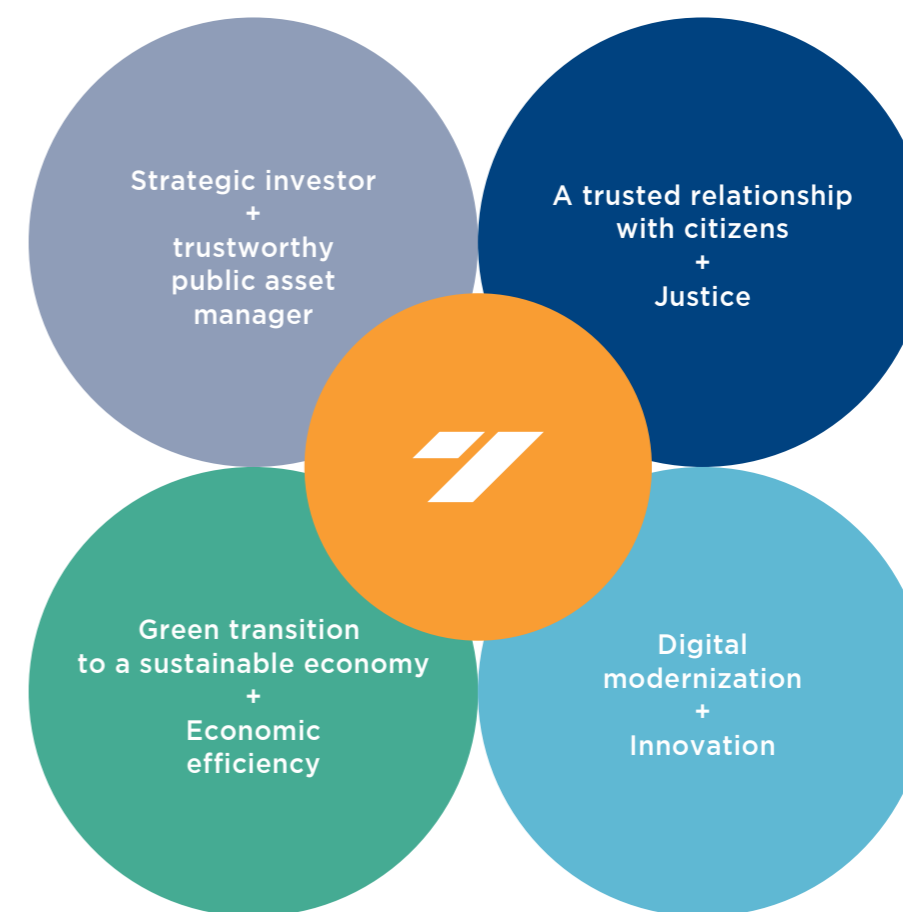 Strategic investor
+
trustworthy
public asset
manager
A trusted relationship
with citizens
+
Justice
Green transition
to a sustainable economy
+
Economic
efficiency
Digital
modernization
+
Innovation